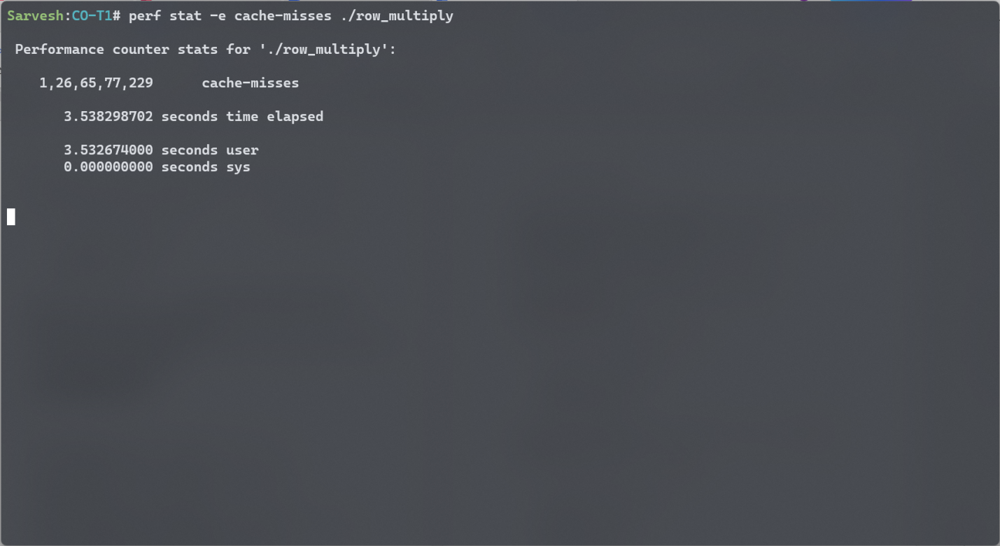 Sarvesh:CO-T1# perf stat -e cache-misses ./row_multiply
Performance counter stats for './row_multiply':
1,26,65,77,229 cache-misses
3.538298702 seconds time elapsed
3.532674000 seconds user
0.000000000 seconds sys